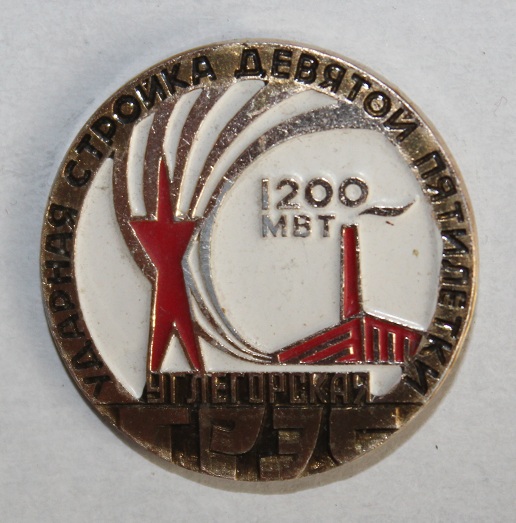 УДАРНАЯ СТРОЙКА ДЕВЯТОЙ ПЯТИЛЕТКИ
1200
МВТ
УГЛЕГОРСКАЯ
ГРЭС